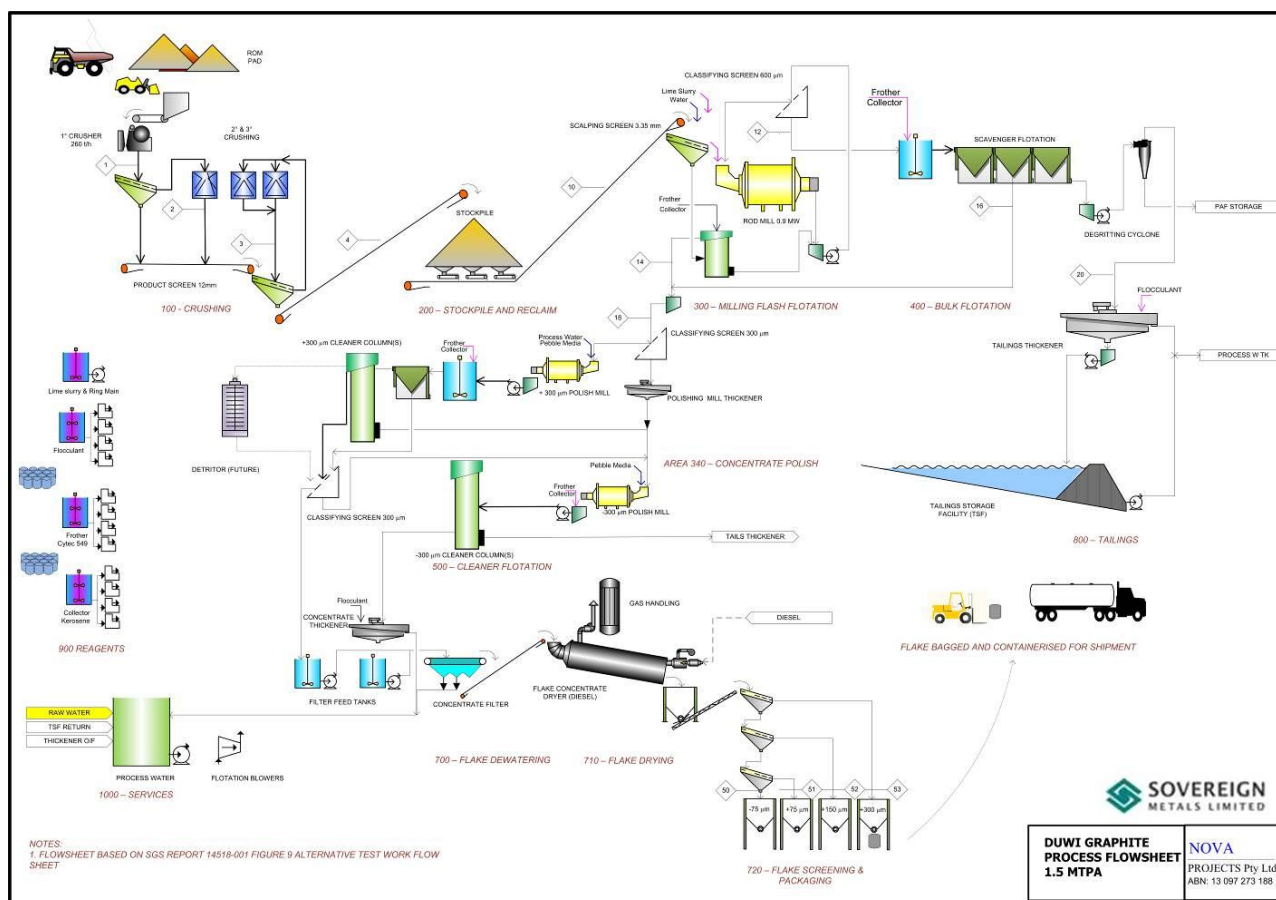 ROM
PAD
1" CRUSHER
260 t/h
2" & 3"
CRUSHING
1
2
3
4
PRODUCT SCREEN 12mm
100 - CRUSHING
STOCKPILE
200 – STOCKPILE AND RECLAIM
10
SCALPING SCREEN 3.35 mm
Lime Slurry
Water
CLASSIFYING SCREEN 600 µm
12
ROD MILL 0.9 MW
Frother
Collector
14
300 – MILLING FLASH FLOTATION
Frother
Collector
SCAVENGER FLOTATION
16
400 – BULK FLOTATION
DEGRITTING CYCLONE
PAF STORAGE
20
FLOCCULANT
TAILINGS THICKENER
PROCESS W TK
TAILINGS STORAGE
FACILITY (TSF)
800 – TAILINGS
18
CLASSIFYING SCREEN 300 µm
Process Water
Pebble Media
+ 300 µm POLISH MILL
POLISHING MILL THICKENER
+300 µm CLEANER COLUMN(S)
Frother
Collector
DETRITOR (FUTURE)
AREA 340 – CONCENTRATE POLISH
CLASSIFYING SCREEN 300 µm
Pebble Media
Frother
Collector
-300 µm POLISH MILL
-300 µm CLEANER COLUMN(S)
500 – CLEANER FLOTATION
TAILS THICKENER
Lime slurry & Ring Main
Flocculant
Frother
Cytec 549
Collector
Kerosene
900 REAGENTS
Flocculant
CONCENTRATE
THICKENER
FILTER FEED TANKS
CONCENTRATE FILTER
700 – FLAKE DEWATERING
GAS HANDLING
DIESEL
FLAKE CONCENTRATE
DRYER (DIESEL)
710 – FLAKE DRYING
FLAKE BAGGED AND CONTAINERISED FOR SHIPMENT
RAW WATER
TSF RETURN
THICKENER O/F
PROCESS WATER
FLOTATION BLOWERS
1000 – SERVICES
50
51
52
53
-75 µm
+75 µm
+150 µm
+300 µm
720 – FLAKE SCREENING &
PACKAGING
NOTES:
1. FLOWSHEET BASED ON SGS REPORT 14518-001 FIGURE 9 ALTERNATIVE TEST WORK FLOW
SHEET
SOVEREIGN
METALS LIMITED
DUWI GRAPHITE
PROCESS FLOWSHEET
1.5 MTPA
NOVA
PROJECTS Pty Ltd
ABN: 13 097 273 188